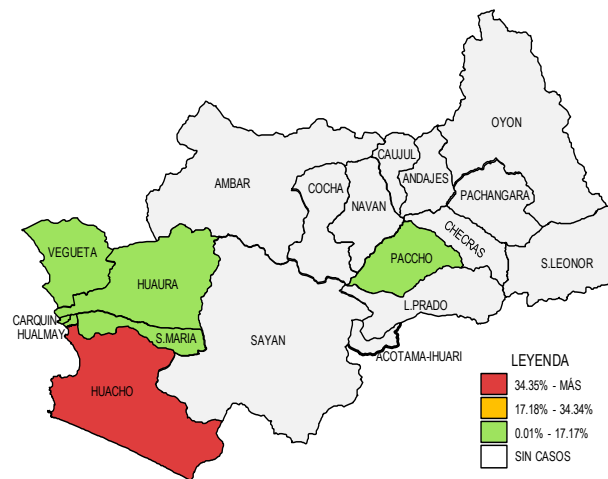 OYON
CAUJUL
ANDAJES
AMBAR
COCHA
NAVAN
PACHANGARA
CHECRAS
VEGUETA
HUAURA
PACCHO
S.LEONOR
L.PRADO
CARQUIN
HUALMAY
S.MARIA
SAYAN
ACOTAMA-IHUARI
HUACHO
LEYENDA
34.35% - MÁS
17.18% - 34.34%
0.01% - 17.17%
SIN CASOS